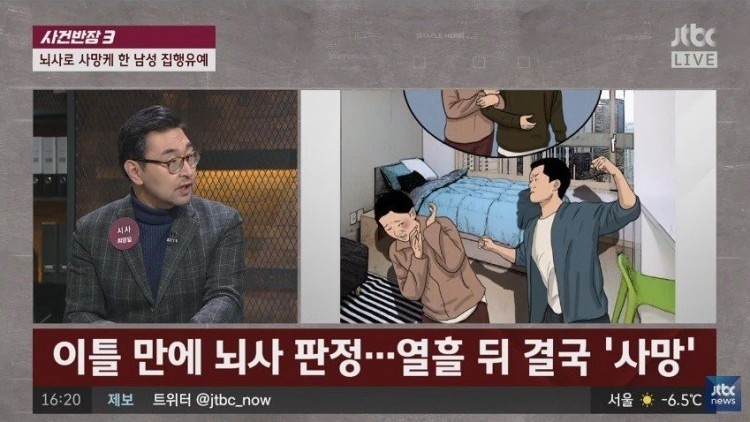 사건반장 3
뇌사로 사망케 한 남성 집행유예
jtbc
LIVE
시사
이틀 만에 뇌사 판정…열흘 뒤 결국 '사망'
16:20 제보 트위터 @jtbc_now
서울 -6.5℃
jtbc
news